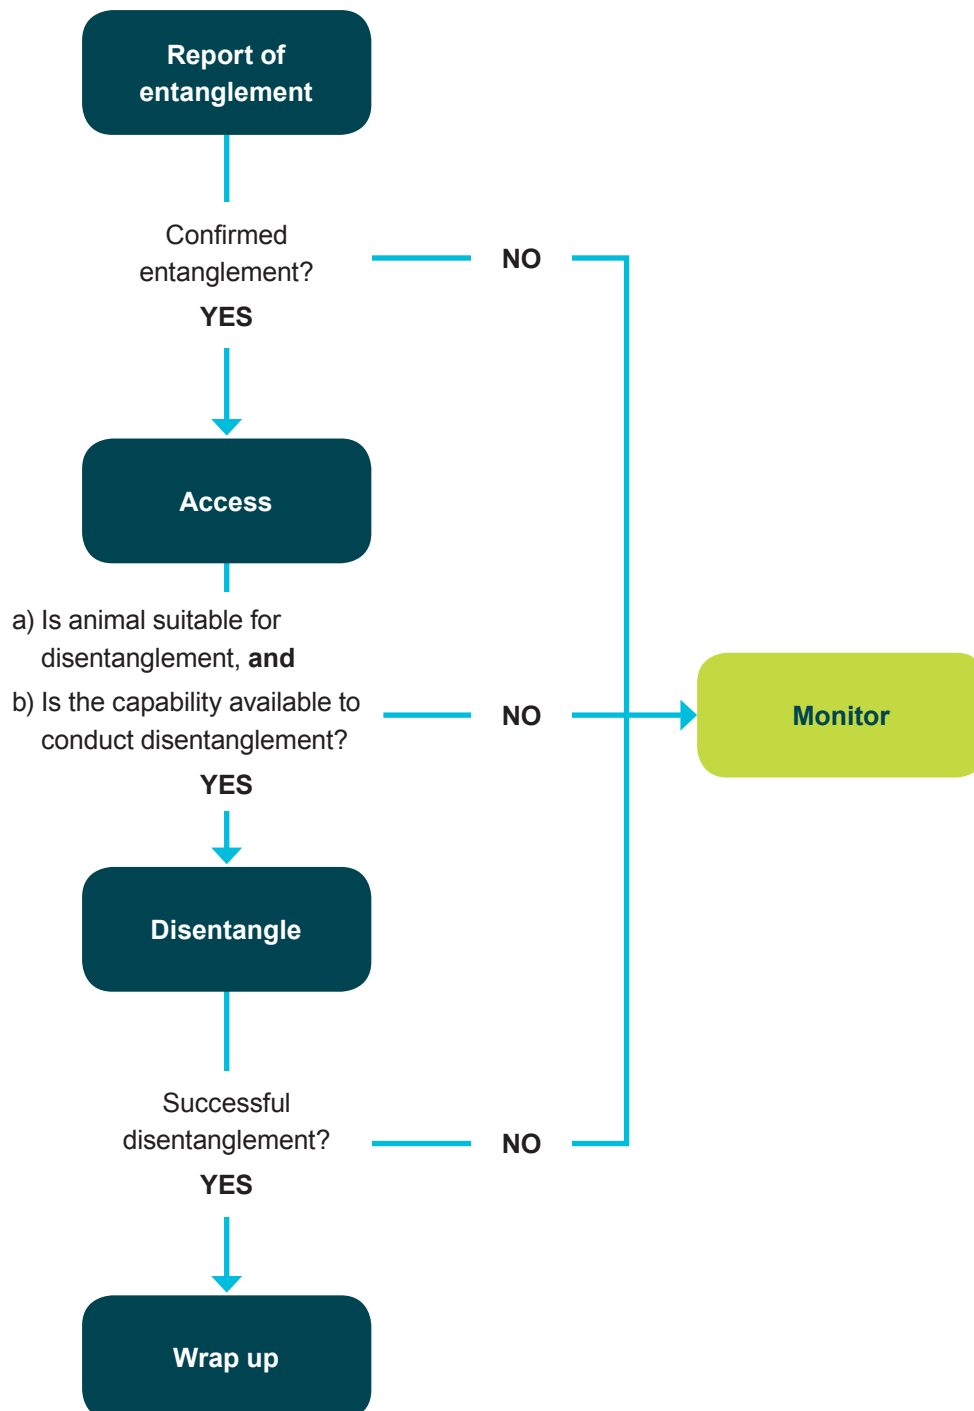 Report of
entanglement
Confirmed
entanglement?
NO
YES
Access
a) Is animal suitable for
disentanglement, and
b) Is the capability available to
conduct disentanglement?
NO
YES
Monitor
Disentangle
Successful
disentanglement?
NO
YES
Wrap up